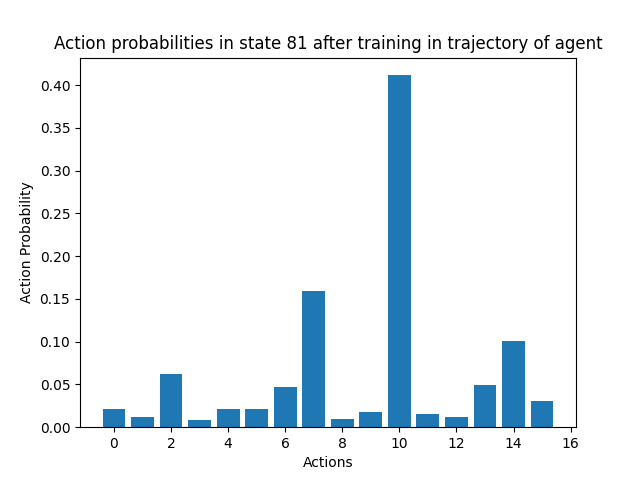 Action probabilities in state 81 after training in trajectory of agent
0.40
0.35
0.30
0.25
0.20
0.15
0.10
0.05
0.00
Action Probability
0 2 4 6 8 10 12 14 16
Actions